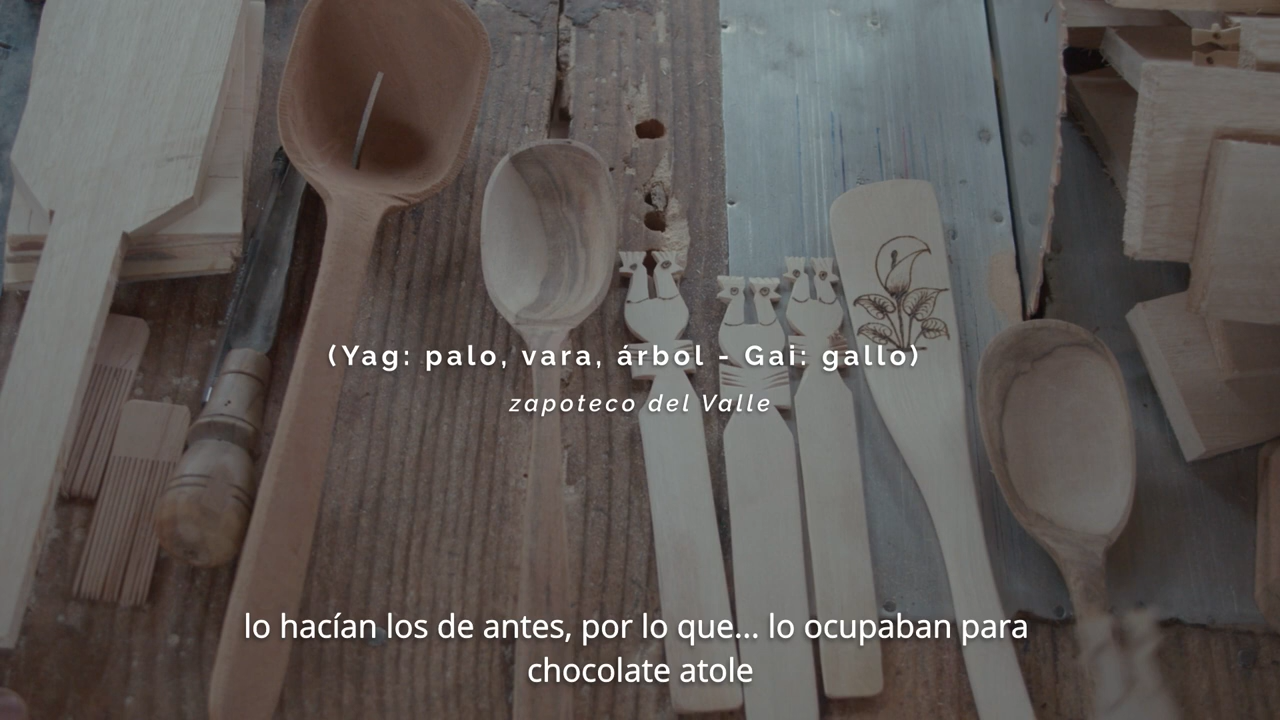 (Yag: palo, vara, árbol - Gai: gallo)
zapoteco del Valle
lo hacían los de antes, por lo que... lo ocupaban para
chocolate atole